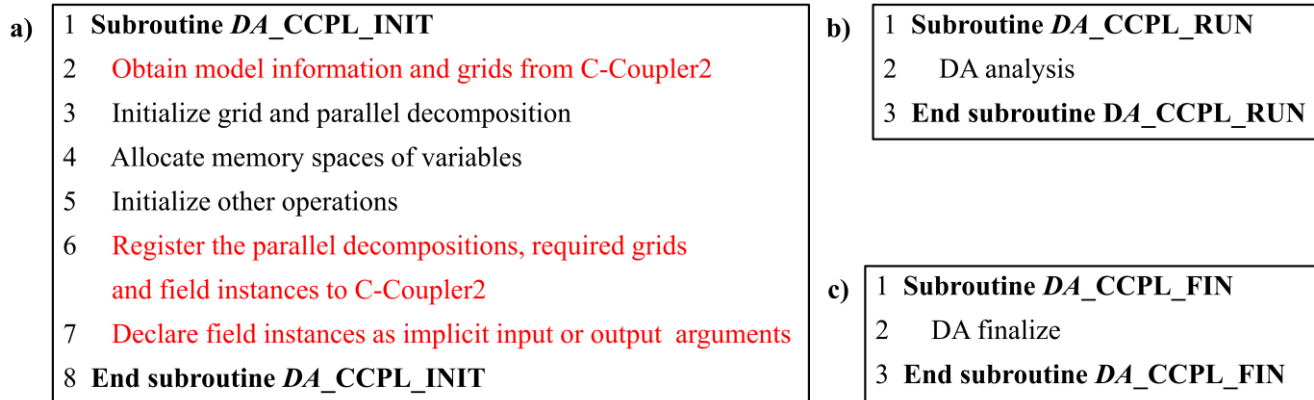 a)
1 Subroutine DA_CCPL_INIT
2 Obtain model information and grids from C-Coupler2
3 Initialize grid and parallel decomposition
4 Allocate memory spaces of variables
5 Initialize other operations
6 Register the parallel decompositions, required grids
and field instances to C-Coupler2
7 Declare field instances as implicit input or output arguments
8 End subroutine DA_CCPL_INIT
b)
1 Subroutine DA_CCPL_RUN
2 DA analysis
3 End subroutine DA_CCPL_RUN
c)
1 Subroutine DA_CCPL_FIN
2 DA finalize
3 End subroutine DA_CCPL_FIN